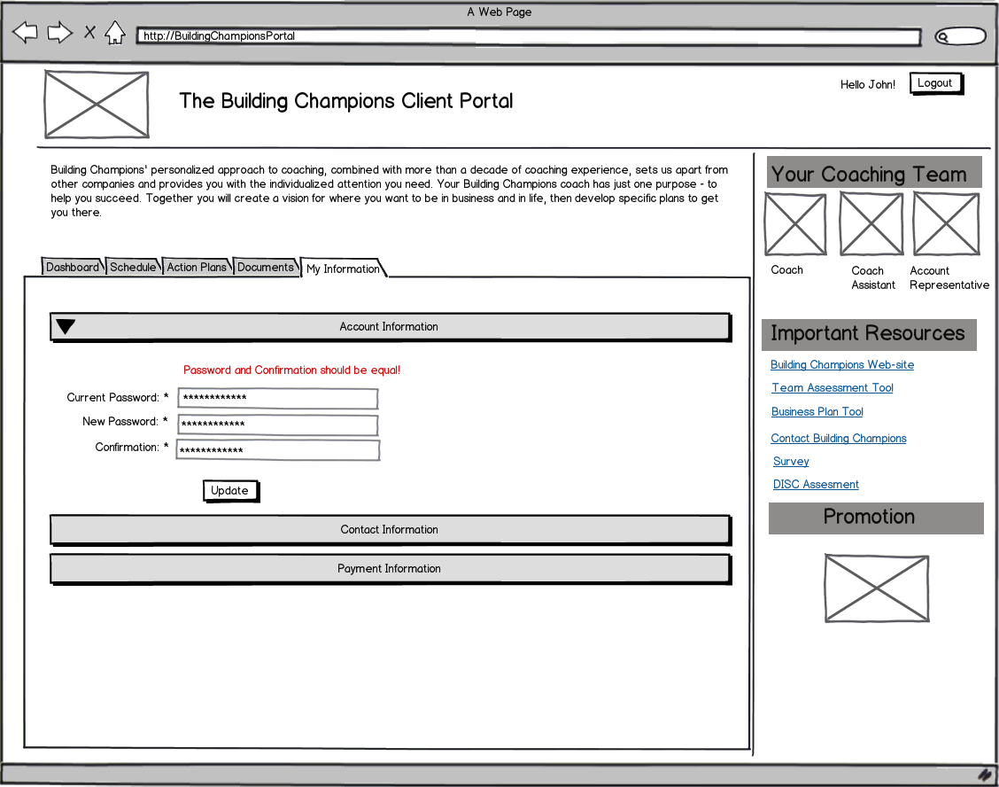 A Web Page
http://BuildingChampionsPortal
The Building Champions Client Portal
Hello John!
Logout
Building Champions' personalized approach to coaching, combined with more than a decade of coaching experience, sets us apart from
other companies and provides you with the individualized attention you need. Your Building Champions coach has just one purpose - to
help you succeed. Together you will create a vision for where you want to be in business and in life, then develop specific plans to get
you there.
Dashboard
Schedule
Action Plans
Documents
My Information
Account Information
Password and Confirmation should be equal!
Current Password: * ************
New Password: * ************
Confirmation: * ************
Update
Contact Information
Payment Information
Your Coaching Team
Coach
Coach
Assistant
Account
Representative
Important Resources
Building Champions Web-site
Team Assessment Tool
Business Plan Tool
Contact Building Champions
Survey
DISC Assesment
Promotion